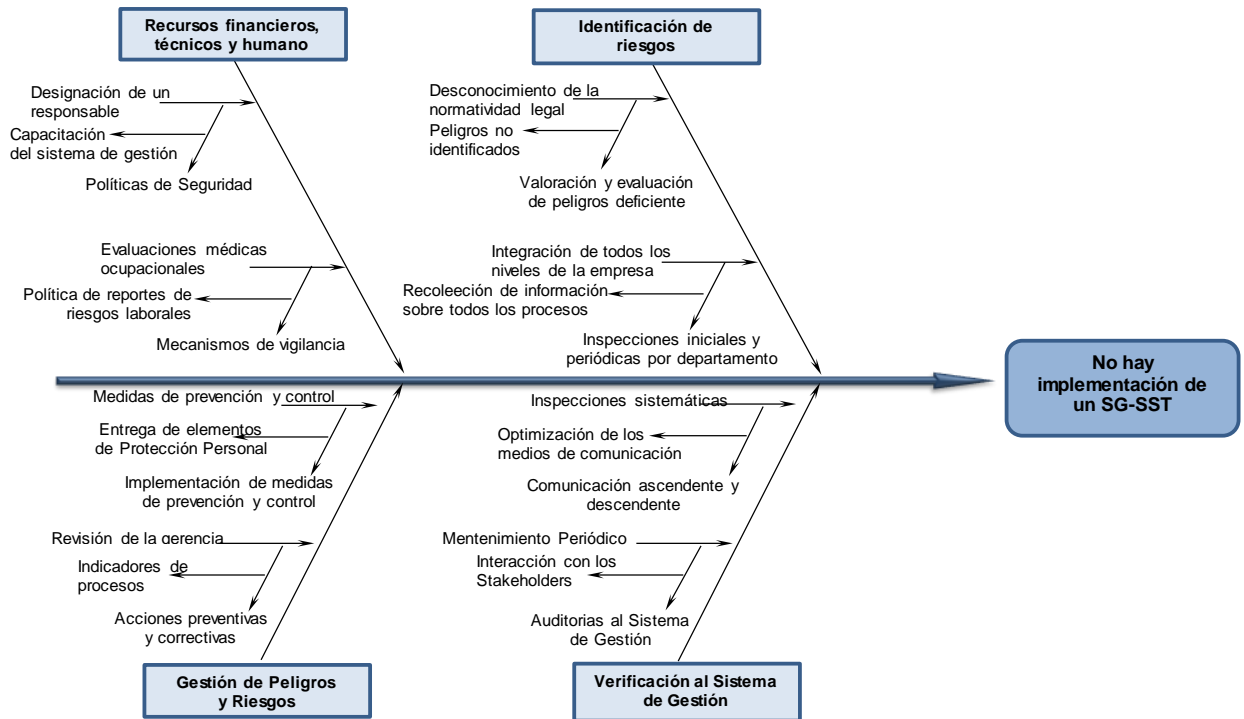 Recursos financieros,
técnicos y humano
Identificación de
riesgos
Designación de un
responsable
Capacitación
del sistema de gestión
Políticas de Seguridad
Desconocimiento de la
normatividad legal
Peligros no
identificados
Valoración y evaluación
de peligros deficiente
Evaluaciones médicas
ocupacionales
Política de reportes de
riesgos laborales
Mecanismos de vigilancia
Integración de todos los
niveles de la empresa
Recoleección de información
sobre todos los procesos
Inspecciones iniciales y
periódicas por departamento
No hay
implementación de
un SG-SST
Medidas de prevención y control
Entrega de elementos
de Protección Personal
Implementación de medidas
de prevención y control
Inspecciones sistemáticas
Optimización de los
medios de comunicación
Comunicación ascendente y
descendente
Revisión de la gerencia
Indicadores de
procesos
Acciones preventivas
y correctivas
Mentenimiento Periódico
Interacción con los
Stakeholders
Auditorias al Sistema
de Gestión
Gestión de Peligros
y Riesgos
Verificación al Sistema
de Gestión